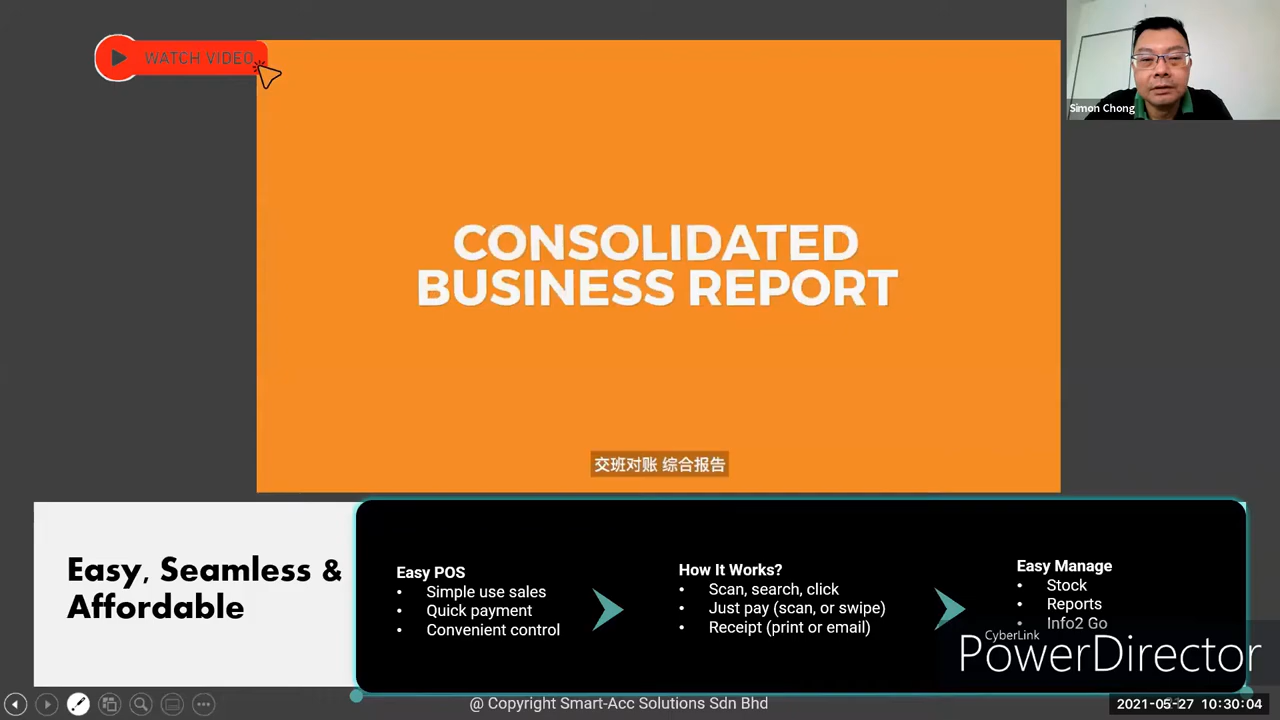 WATCH VIDEO
Simon Chong
CONSOLIDATED
BUSINESS REPORT
交班对账 综合报告
Easy, Seamless &
Affordable
Easy POS
• Simple use sales
• Quick payment
• Convenient control
How It Works?
• Scan, search, click
• Just pay (scan, or swipe)
• Receipt (print or email)
Easy Manage
• Stock
• Reports
• Info2 Go
CyberLink
PowerDirector
@ Copyright Smart-Acc Solutions Sdn Bhd
2021-05-27 10:30:04